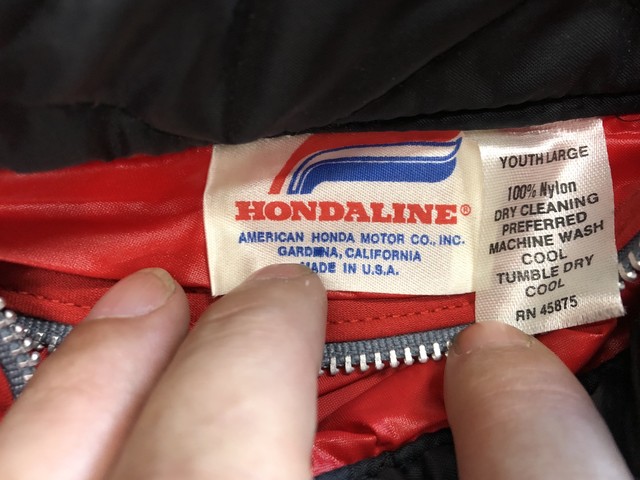 HONDALINE®
AMERICAN HONDA MOTOR CO., INC.
GARDENA, CALIFORNIA
MADE IN U.S.A.
YOUTH LARGE
100% Nylon
DRY CLEANING
PREFERRED
MACHINE WASH
COOL
TUMBLE DRY
COOL
RN 45875